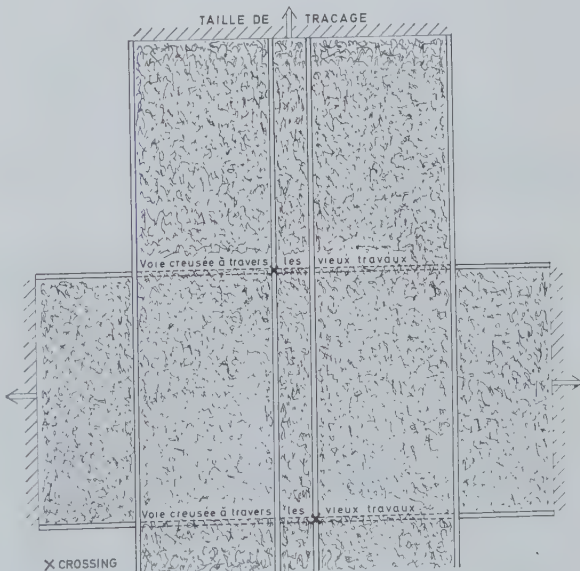 TAILLE DE TRACAGE
Voie creusée à travers les vieux travaux
Voie creusée à travers les vieux travaux
X CROSSING